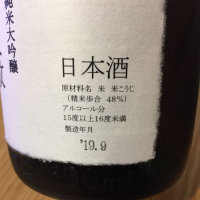 純米大吟醸
日本酒
原材料名 米 米こうじ
(精米歩合 48%)
アルコール分
15度以上16度未満
製造年月
'19.9